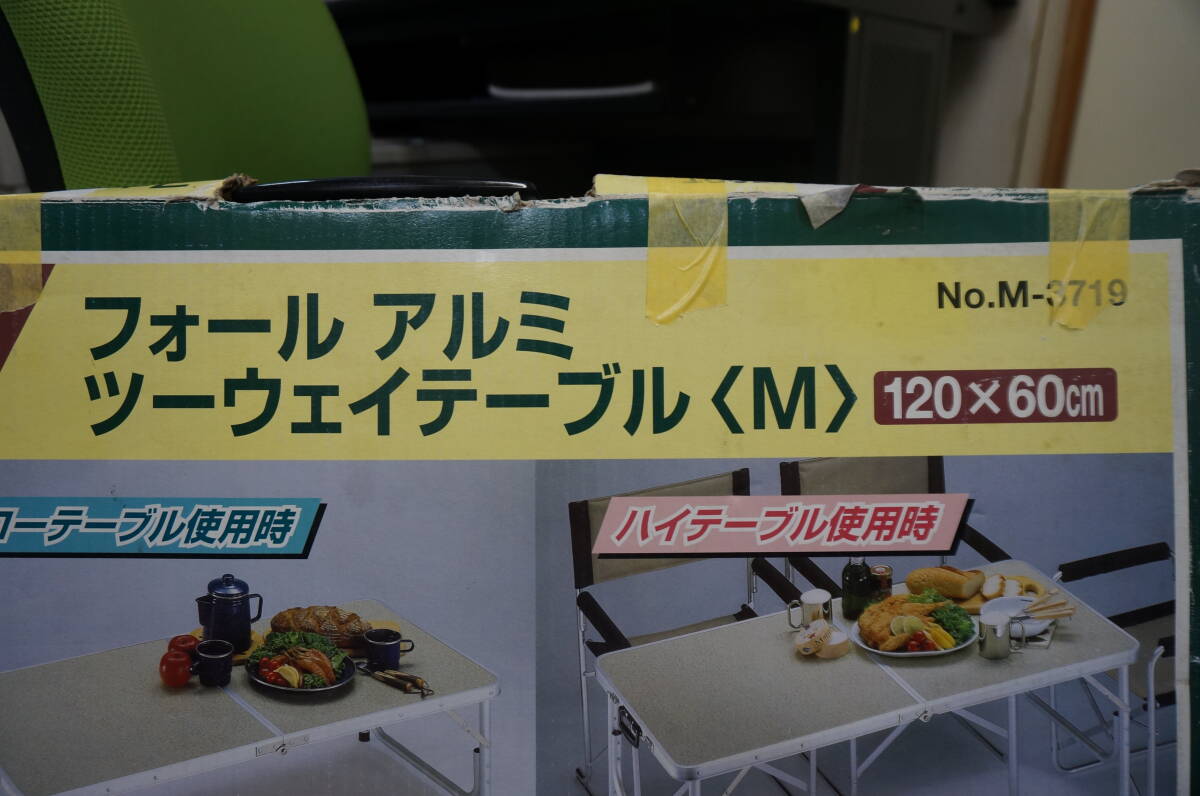 No.M-3719
フォール アルミ
ツーウェイテーブル〈M〉
120×60cm
ローテーブル使用時
ハイテーブル使用時